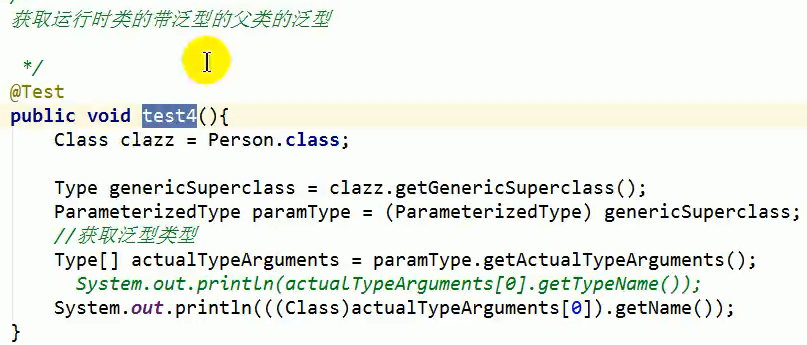 获取运行时类的带泛型的父类的泛型
*/
@Test
public void test4(){
Class clazz = Person.class;
Type genericSuperclass = clazz.getGenericSuperclass();
ParameterizedType paramType = (ParameterizedType) genericSuperclass;
//获取泛型类型
Type[] actualTypeArguments = paramType.getActualTypeArguments();
System.out.println(actualTypeArguments[0].getTypeName());
System.out.println(((Class)actualTypeArguments[0]).getName());
}